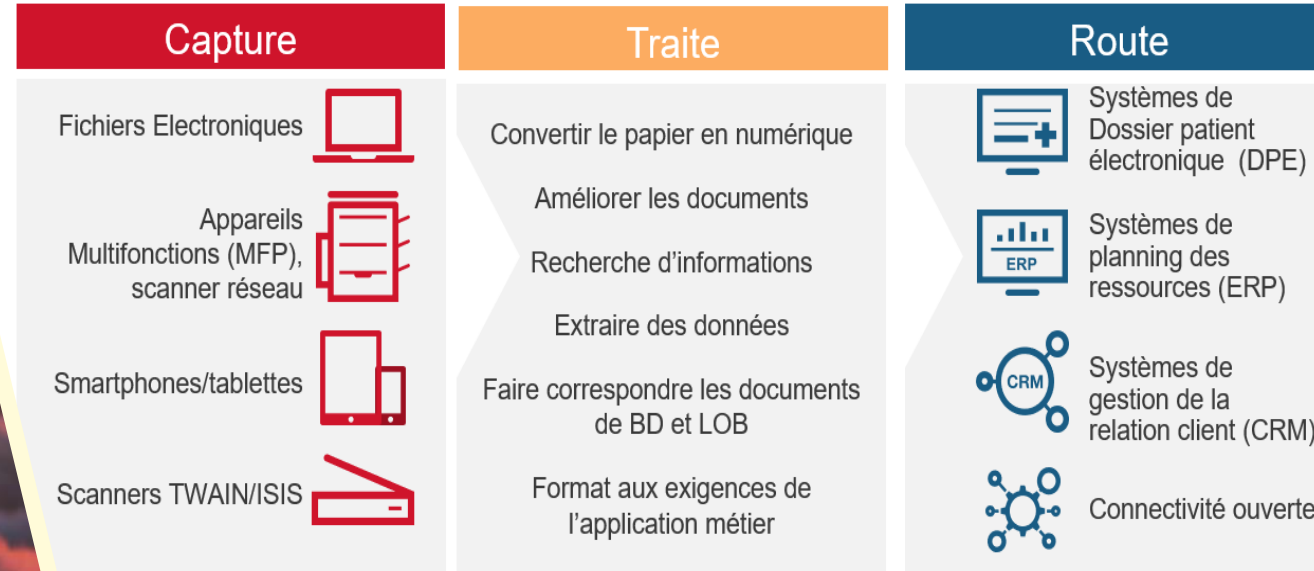 Capture
Fichiers Electroniques
Appareils
Multifonctions (MFP),
scanner réseau
Smartphones/tablettes
Scanners TWAIN/ISIS
Traite
Convertir le papier en numérique
Améliorer les documents
Recherche d’informations
Extraire des données
Faire correspondre les documents
de BD et LOB
Format aux exigences de
l’application métier
Route
Systèmes de
Dossier patient
électronique (DPE)
ERP
Systèmes de
planning des
ressources (ERP)
CRM
Systèmes de
gestion de la
relation client (CRM)
Connectivité ouverte